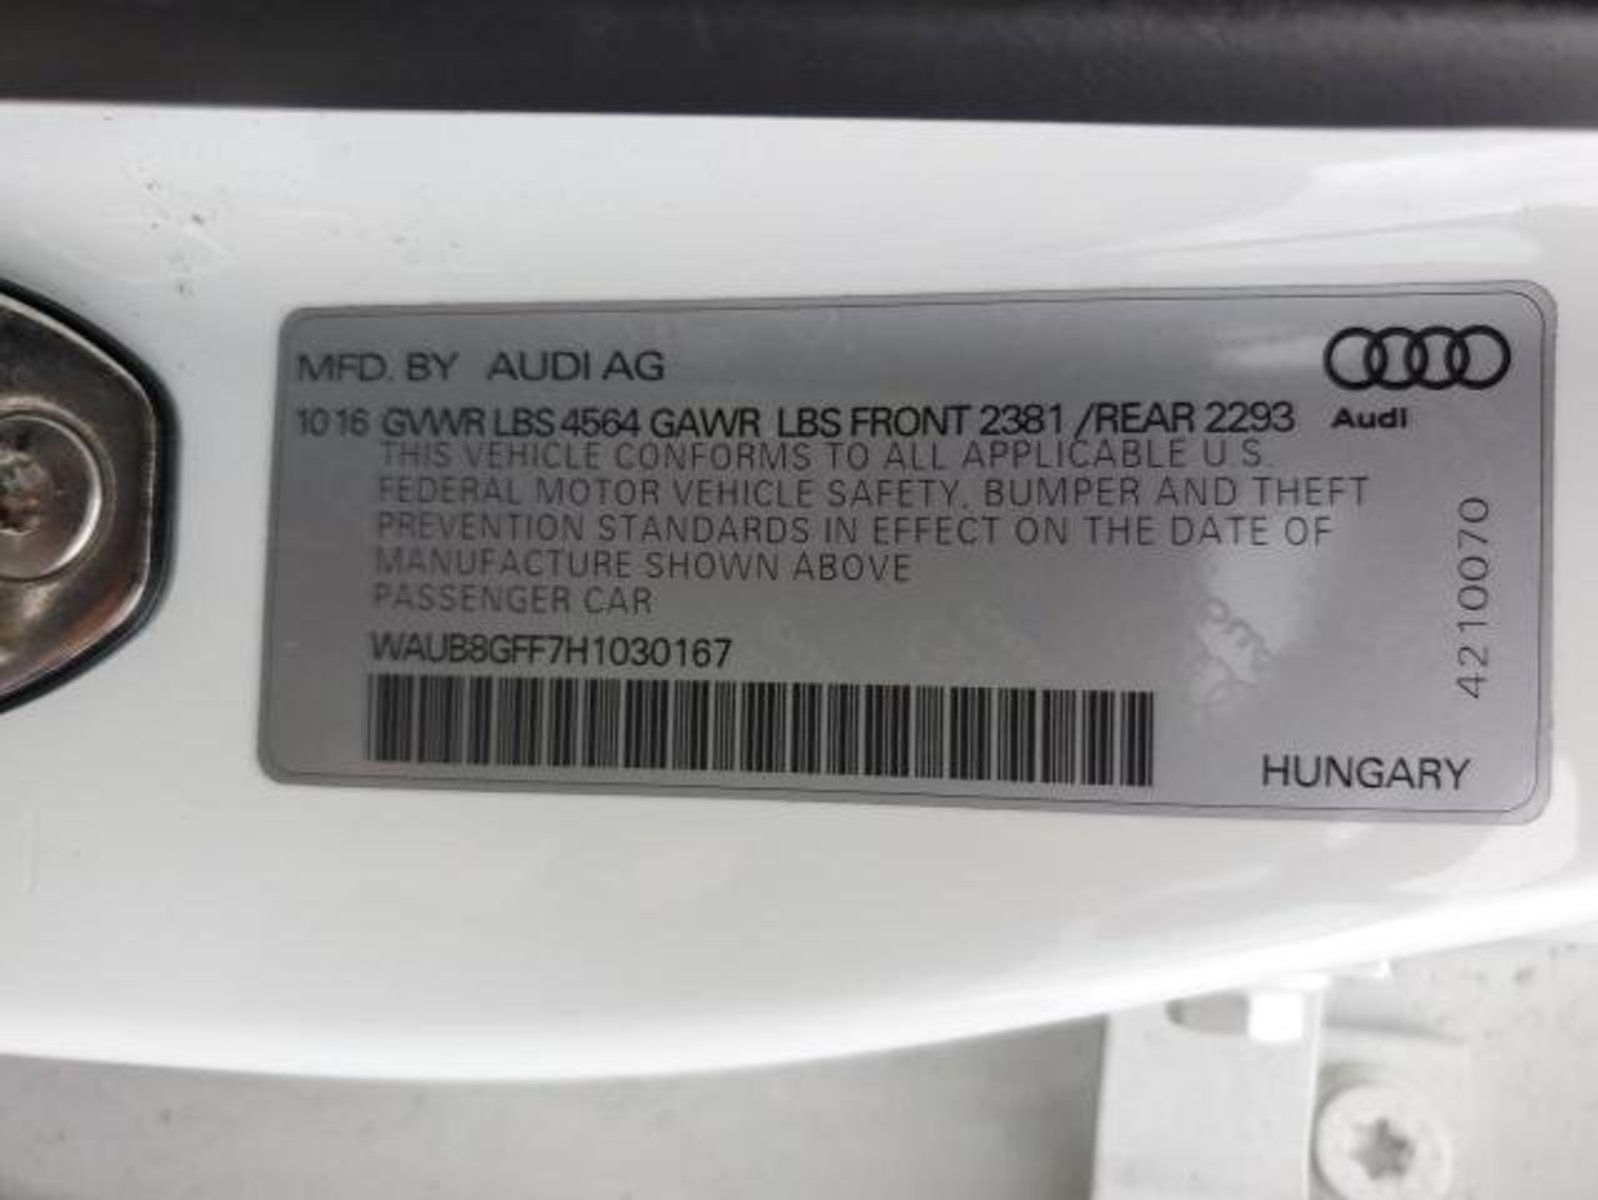 MFD. BY AUDI AG
10 16 GVWR LBS 4564 GAWR LBS FRONT 2381 /REAR 2293
Audi
THIS VEHICLE CONFORMS TO ALL APPLICABLE U S.
FEDERAL MOTOR VEHICLE SAFETY, BUMPER AND THEFT
PREVENTION STANDARDS IN EFFECT ON THE DATE OF
MANUFACTURE SHOWN ABOVE
PASSENGER CAR
WAUB8GFF7H1030167
HUNGARY
4210070